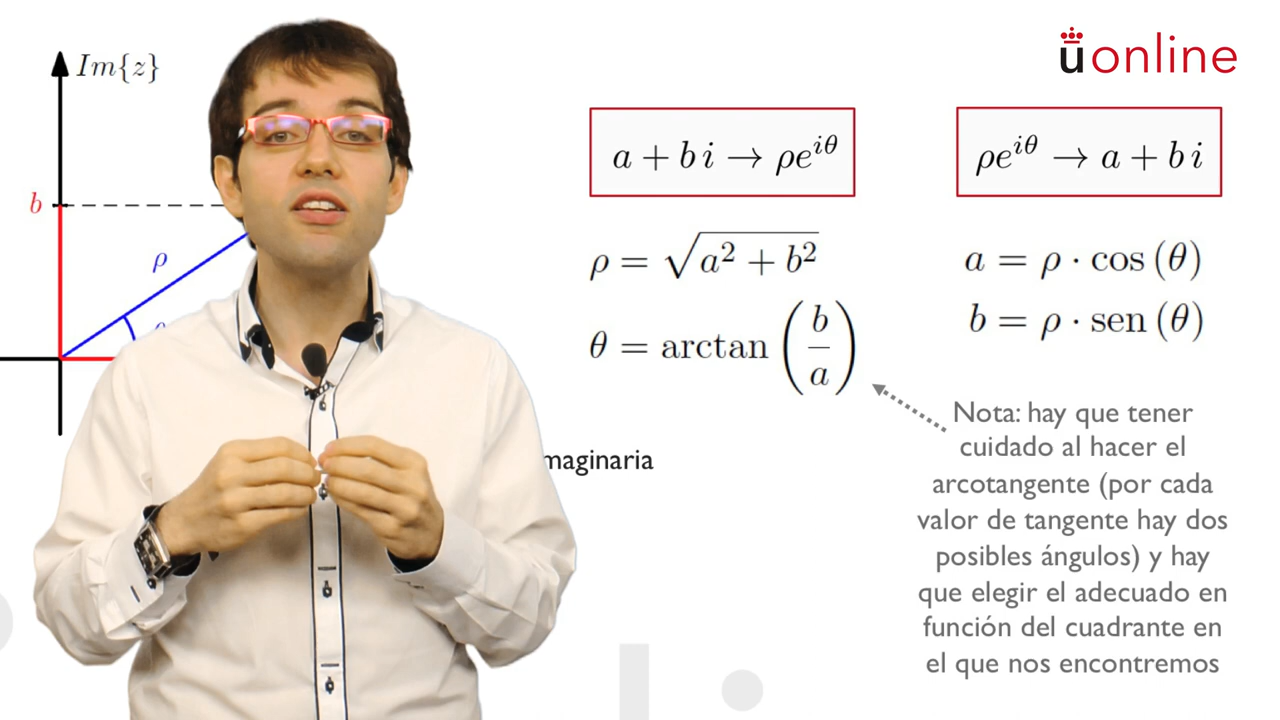 Im{z}
b
ρ
üonline
a + b i → ρe^{iθ}
ρ = √(a² + b²)
θ = arctan (b/a)
ρe^{iθ} → a + b i
a = ρ · cos (θ)
b = ρ · sen (θ)
Nota: hay que tener
cuidado al hacer el
arcotangente (por cada
valor de tangente hay dos
posibles ángulos) y hay
que elegir el adecuado en
función del cuadrante en
el que nos encontremos
maginaria